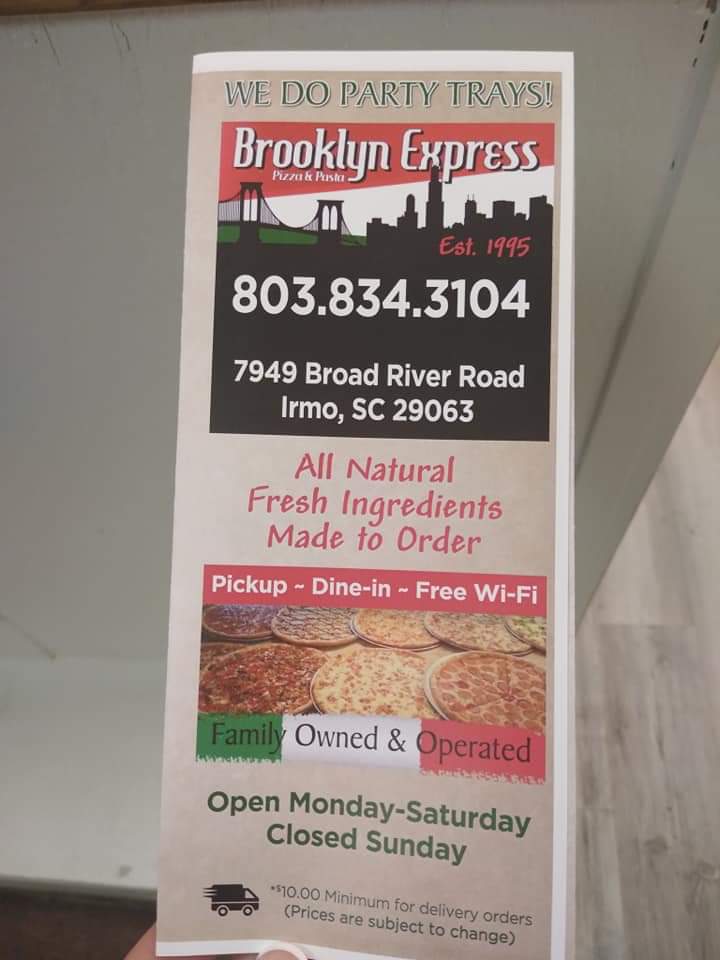 WE DO PARTY TRAYS!
Brooklyn Express
Pizza & Pasta
Est. 1995
803.834.3104
7949 Broad River Road
Irmo, SC 29063
All Natural
Fresh Ingredients
Made to Order
Pickup ~ Dine-in ~ Free Wi-Fi
Family Owned & Operated
Open Monday-Saturday
Closed Sunday
*$10.00 Minimum for delivery orders
(Prices are subject to change)